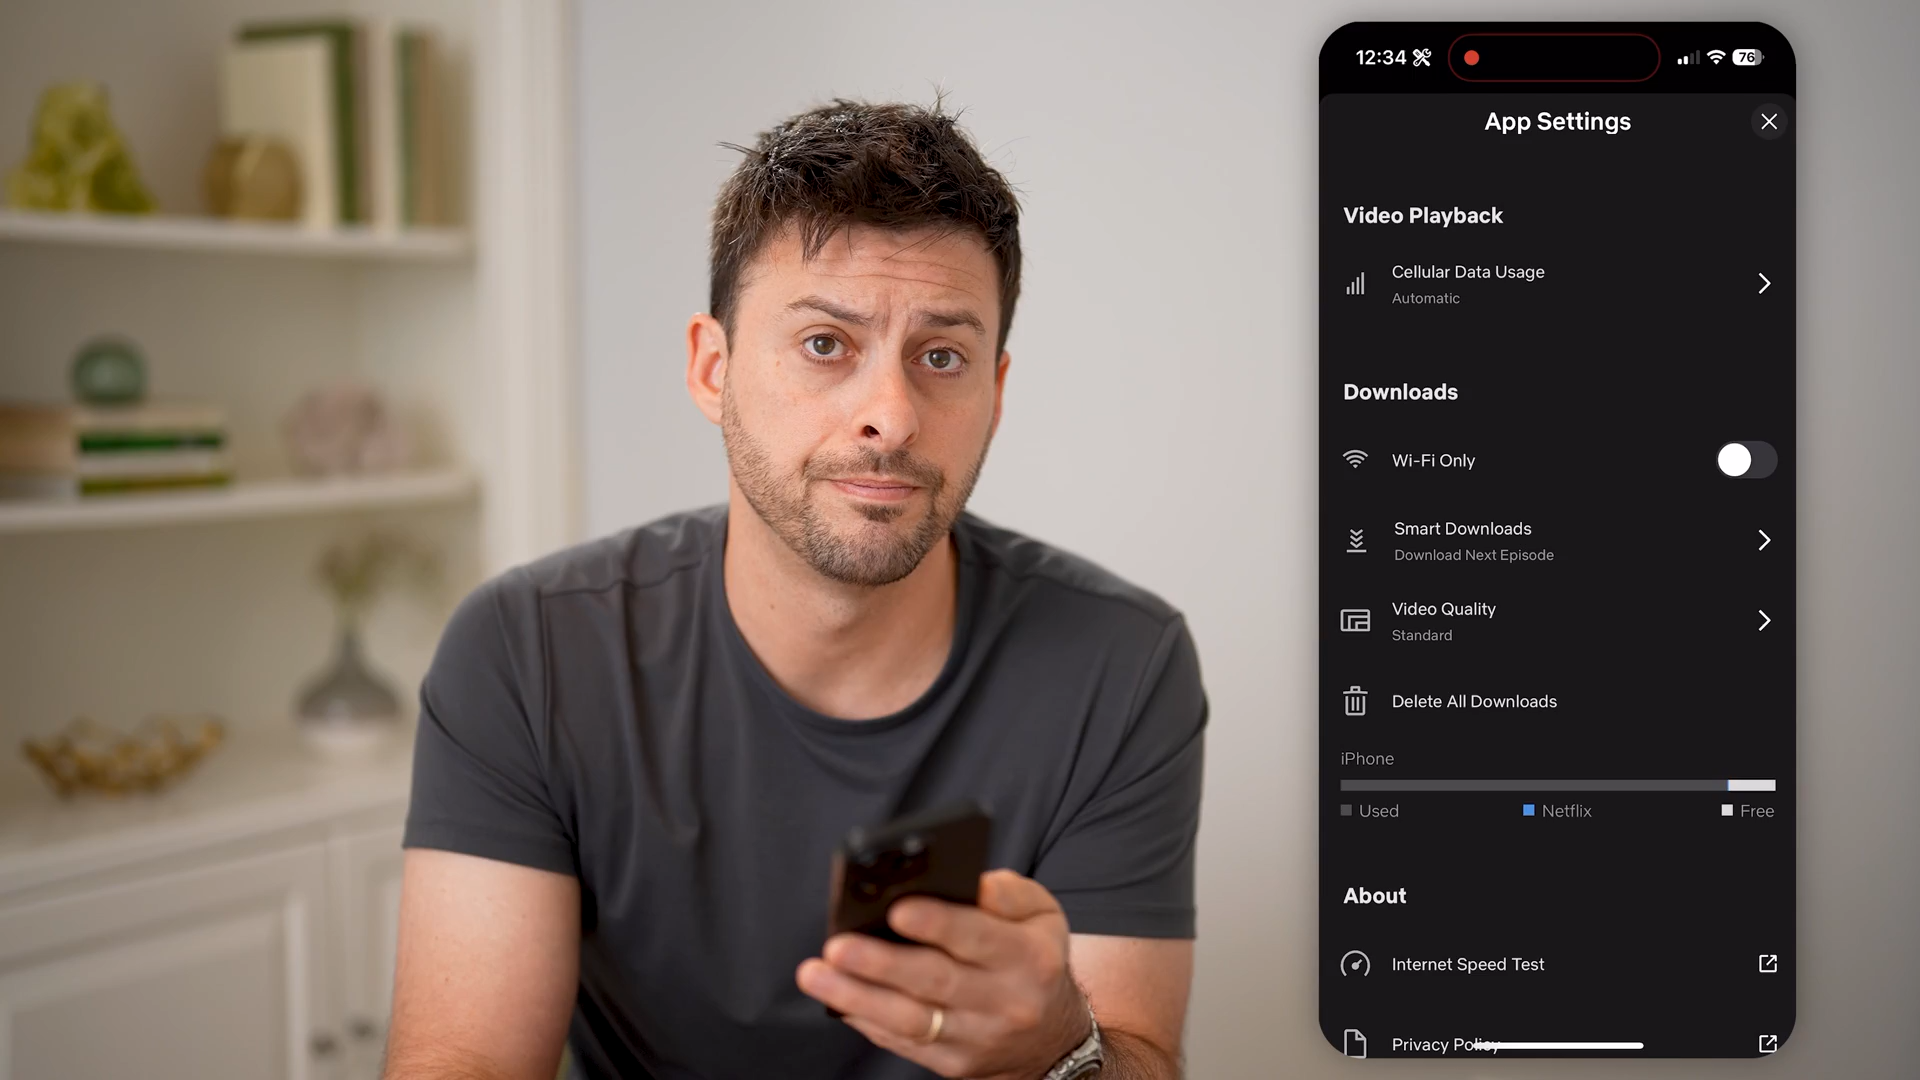 12:34
76
App Settings
Video Playback
Cellular Data Usage
Automatic
Downloads
Wi-Fi Only
Smart Downloads
Download Next Episode
Video Quality
Standard
Delete All Downloads
iPhone
Used Netflix Free
About
Internet Speed Test
Privacy Policy